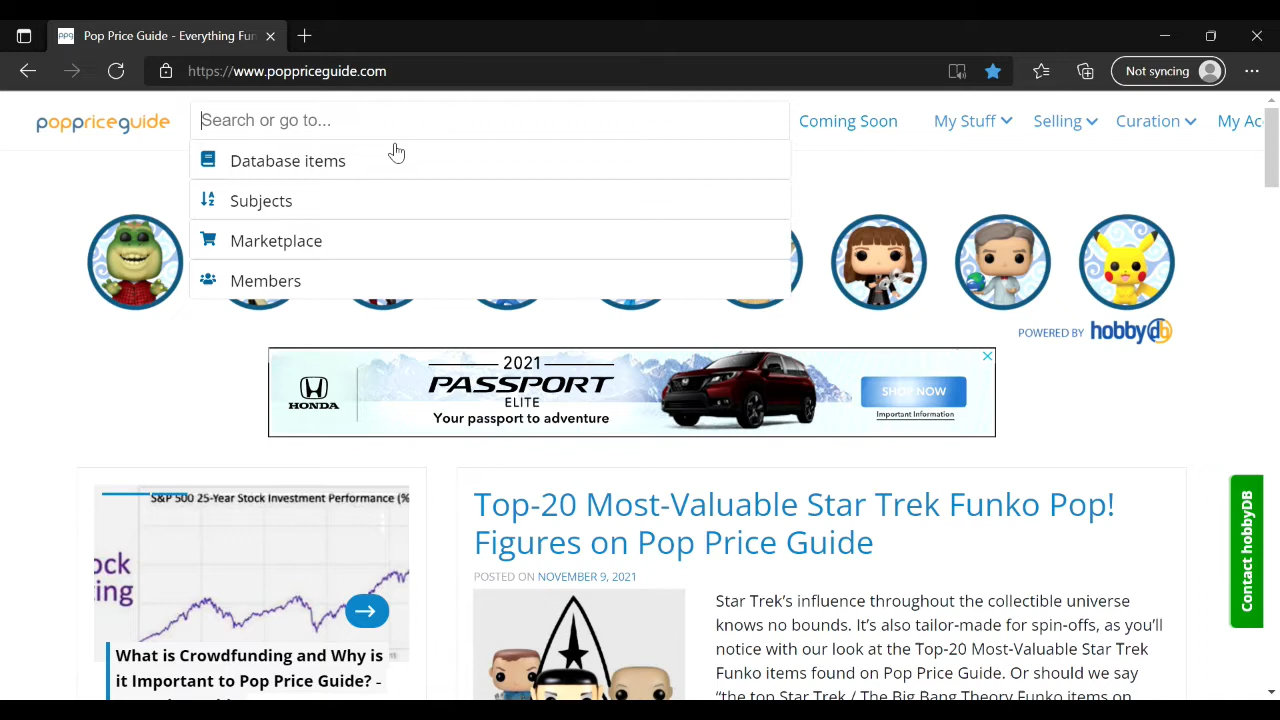 ppg Pop Price Guide - Everything Fun
https://www.poppriceguide.com
Not syncing
poppriceguide
Search or go to...
Coming Soon
My Stuff
Selling
Curation
My Ac
Database items
Subjects
Marketplace
Members
POWERED BY hobbydb
HONDA
2021
PASSPORT
ELITE
Your passport to adventure
SHOP NOW
Important Information
S&P 500 25-Year Stock Investment Performance (%
ock
ing
What is Crowdfunding and Why is
it Important to Pop Price Guide? -
Top-20 Most-Valuable Star Trek Funko Pop!
Figures on Pop Price Guide
POSTED ON NOVEMBER 9, 2021
Star Trek's influence throughout the collectible universe
knows no bounds. It's also tailor-made for spin-offs, as you'll
notice with our look at the Top-20 Most-Valuable Star Trek
Funko items found on Pop Price Guide. Or should we say
"the top Star Trek / The Big Bang Theory Funko items on
Contact hobbyDB